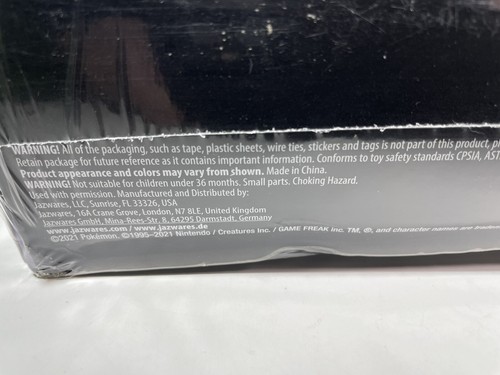 WARNING! All of the packaging, such as tape, plastic sheets, wire ties, stickers and tags is not part of this product,
Retain package for future reference as it contains important information. Conforms to toy safety standards CPSIA,
Product appearance and colors may vary from shown. Made in China.
WARNING! Not suitable for children under 36 months. Small parts. Choking Hazard.
Used with permission. Manufactured and Distributed by:
Jazwares, LLC, Sunrise, FL 33326, USA
Jazwares, 16A Crane Grove, London, N7 8LE, United Kingdom
Jazwares GmbH, Mina-Rees-Str. 8, 64295 Darmstadt, Germany
www.jazwares.com / www.jazwares.de
©2021 Pokémon. ©1995–2021 Nintendo / Creatures Inc. / GAME FREAK inc. TM, ®, and character names are